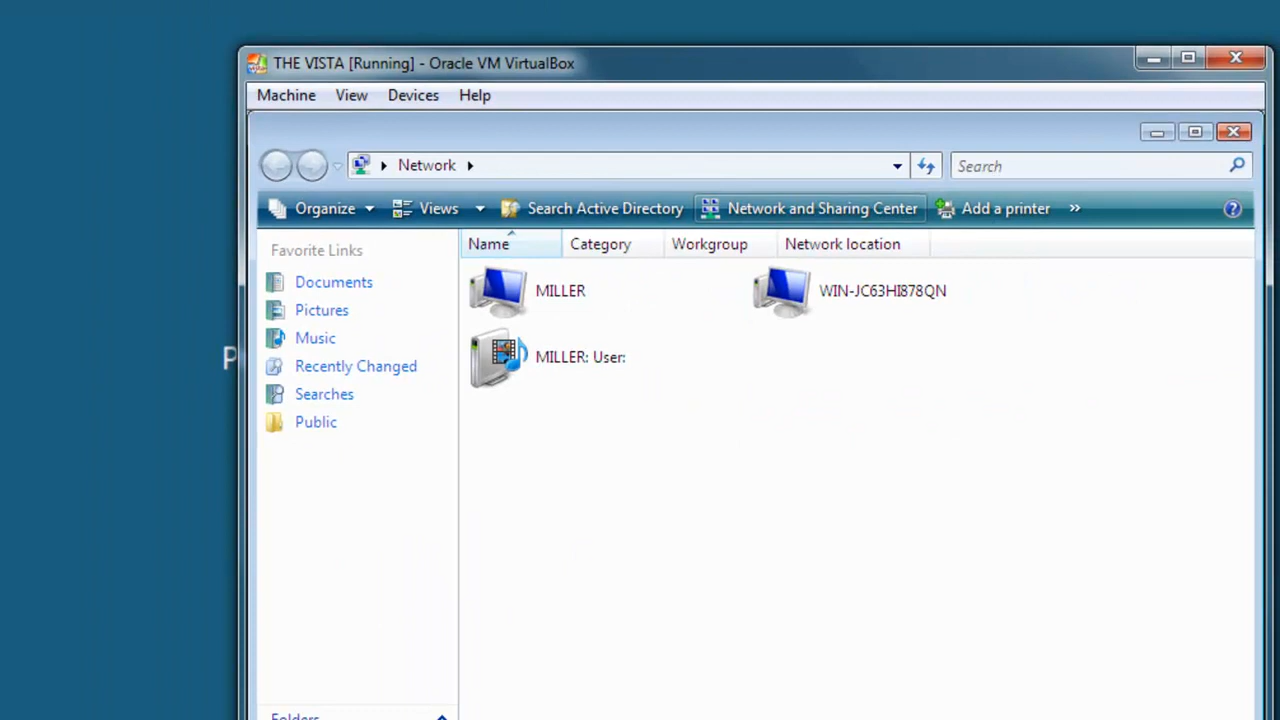 THE VISTA [Running] - Oracle VM VirtualBox
Machine View Devices Help
Network
Search
Organize Views Search Active Directory Network and Sharing Center Add a printer »
Favorite Links
Name Category Workgroup Network location
Documents
MILLER WIN-JC63HI878QN
Pictures
Music
MILLER: User:
P
Recently Changed
Searches
Public
Folders